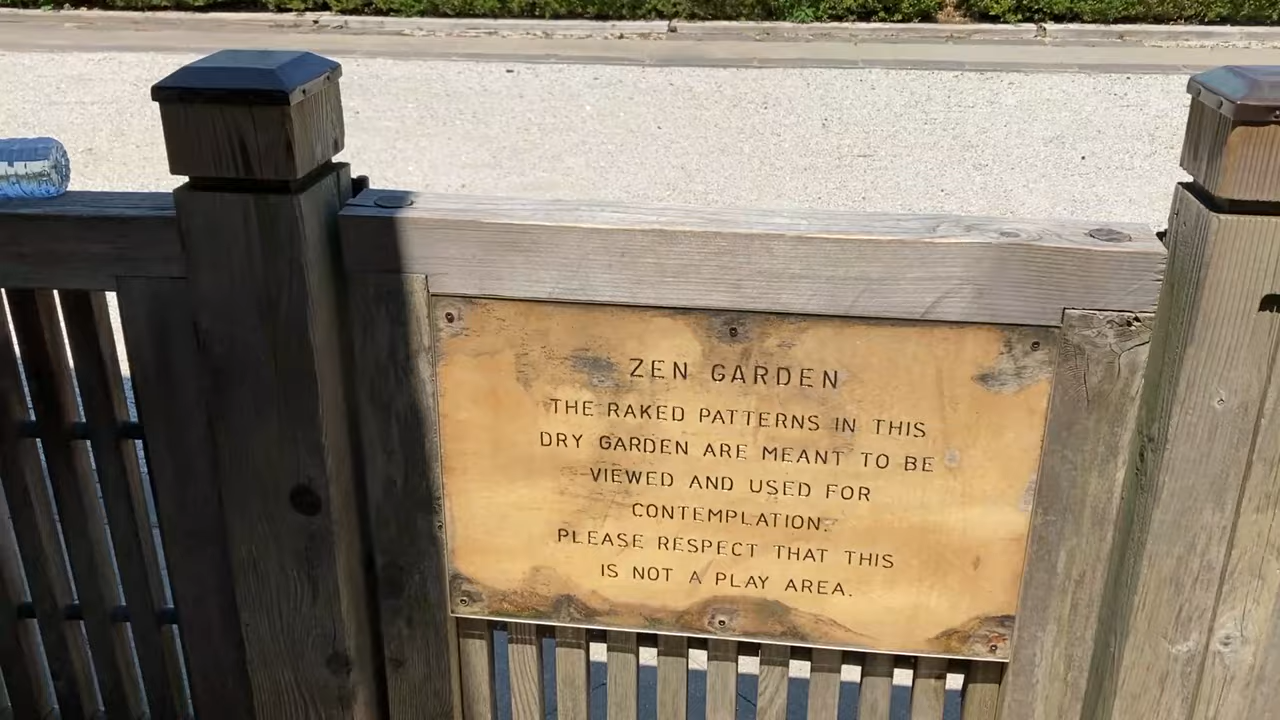 ZEN GARDEN
THE RAKED PATTERNS IN THIS
DRY GARDEN ARE MEANT TO BE
VIEWED AND USED FOR
CONTEMPLATION.
PLEASE RESPECT THAT THIS
IS NOT A PLAY AREA.